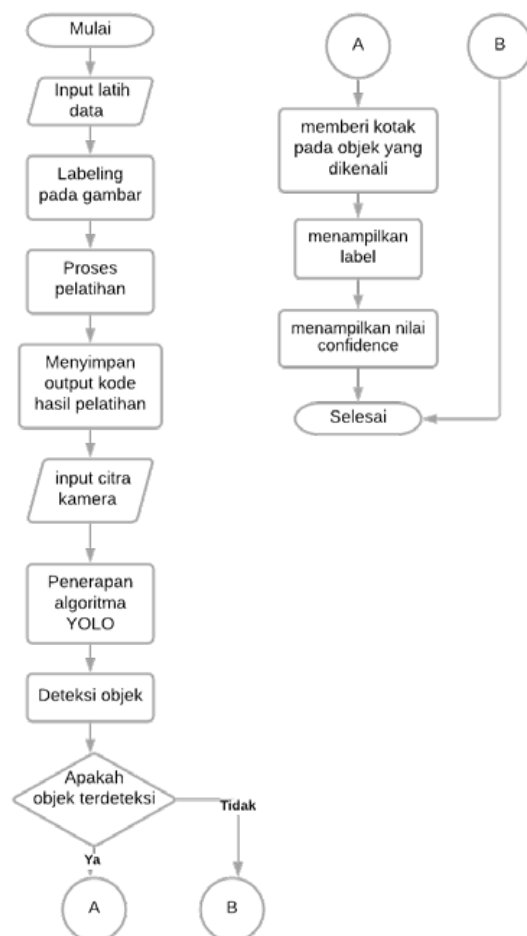 Mulai
Input latih
data
Labeling
pada gambar
Proses
pelatihan
Menyimpan
output kode
hasil pelatihan
input citra
kamera
Penerapan
algoritma
YOLO
Deteksi objek
Apakah
objek terdeteksi
Tidak
Ya
A
B
A
memberi kotak
pada objek yang
dikenali
menampilkan
label
menampilkan nilai
confidence
Selesai
B